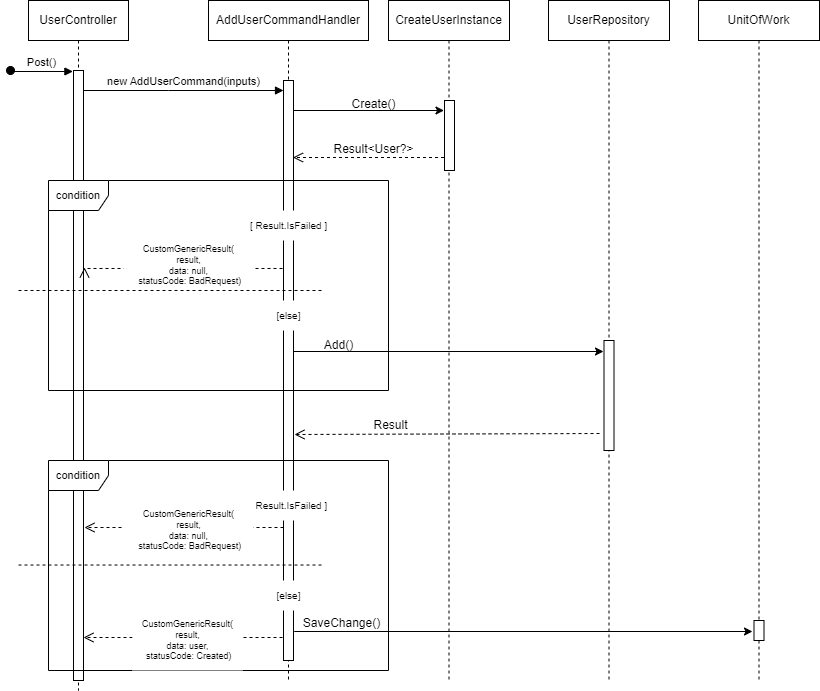 UserController
AddUserCommandHandler
CreateUserInstance
UserRepository
UnitOfWork
Post()
new AddUserCommand(inputs)
Create()
Result<User?>
condition
[ Result.IsFailed ]
CustomGenericResult(
result,
data: null,
statusCode: BadRequest)
[else]
Add()
Result
condition
Result.IsFailed ]
CustomGenericResult(
result,
data: null,
statusCode: BadRequest)
[else]
SaveChange()
CustomGenericResult(
result,
data: user,
statusCode: Created)